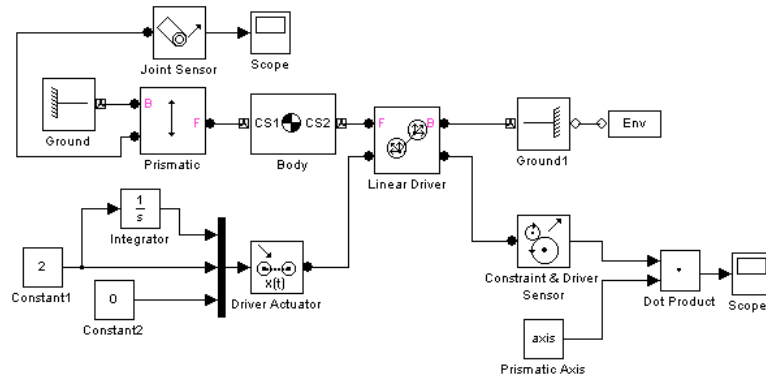 Joint Sensor
Scope
B
F
Ground
Prismatic
CS1 CS2
Body
F B
Linear Driver
Ground1
Env
1
s
Integrator
2
Constant1
0
Constant2
x(t)
Driver Actuator
Constraint & Driver
Sensor
Dot Product
Scope
axis
Prismatic Axis